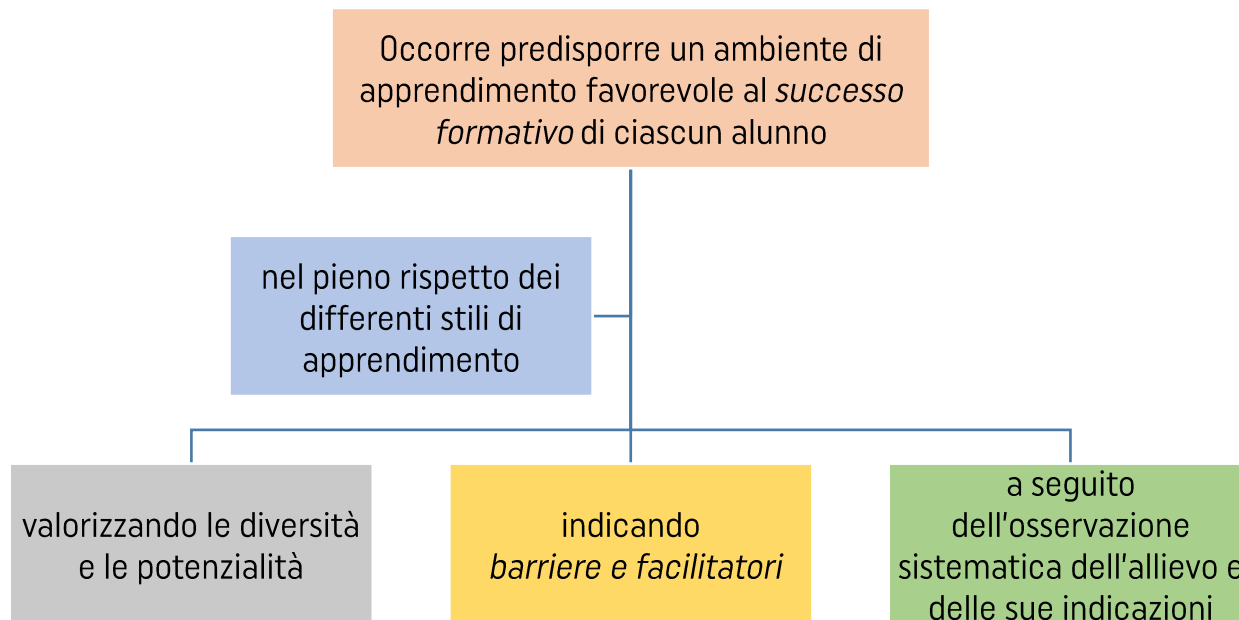 Occorre predisporre un ambiente di
apprendimento favorevole al successo
formativo di ciascun alunno
nel pieno rispetto dei
differenti stili di
apprendimento
valorizzando le diversità
e le potenzialità
indicando
barriere e facilitatori
a seguito
dell'osservazione
sistematica dell'allievo e
delle sue indicazioni